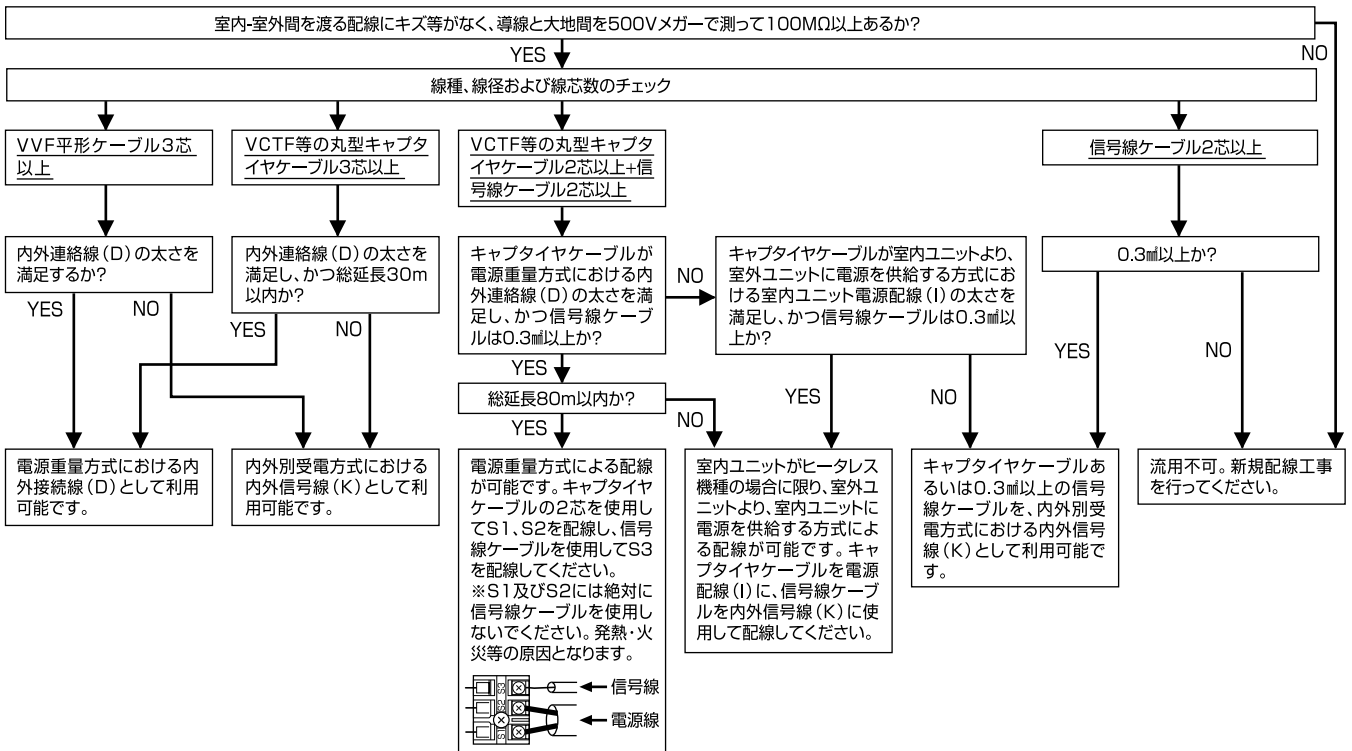 室内-室外間を渡る配線にキズ等がなく、導線と大地間を500Vメガーで測って100MΩ以上あるか?
YES
NO
線種、線径および線芯数のチェック
VVF平形ケーブル3芯
以上
VCTF等の丸型キャプタ
イヤケーブル3芯以上
VCTF等の丸型キャプタ
イヤケーブル2芯以上+信
号線ケーブル2芯以上
信号線ケーブル2芯以上
内外連絡線(D)の太さを
満足するか?
内外連絡線(D)の太さを
満足し、かつ総延長30m
以内か?
キャプタイヤケーブルが
電源重量方式における内
外連絡線(D)の太さを満
足し、かつ信号線ケーブ
ルは0.3㎟以上か?
NO
キャプタイヤケーブルが室内ユニットより、
室外ユニットに電源を供給する方式にお
ける室内ユニット電源配線(I)の太さを
満足し、かつ信号線ケーブルは0.3㎟以
上か?
0.3㎟以上か?
YES
NO
YES
NO
YES
総延長80m以内か?
YES
NO
YES
NO
YES
NO
電源重量方式における内
外接続線(D)として利用
可能です。
内外別受電方式における
内外信号線(K)として利
用可能です。
電源重量方式による配線
が可能です。キャプタイヤ
ケーブルの2芯を使用し
てS1、S2を配線し、信号
線ケーブルを使用してS3
を配線してください。
※S1及びS2には絶対に
信号線ケーブルを使用し
ないでください。発熱・火
災等の原因となります。
S3
S2
S1
信号線
電源線
室内ユニットがヒータレス
機種の場合に限り、室外ユ
ニットより、室内ユニットに
電源を供給する方式によ
る配線が可能です。キャ
プタイヤケーブルを電源
配線(I)に、信号線ケーブ
ルを内外信号線(K)に使
用して配線してください。
キャプタイヤケーブルあ
るいは0.3㎟以上の信号
線ケーブルを、内外別受
電方式における内外信号
線(K)として利用可能で
す。
流用不可。新規配線工事
を行ってください。